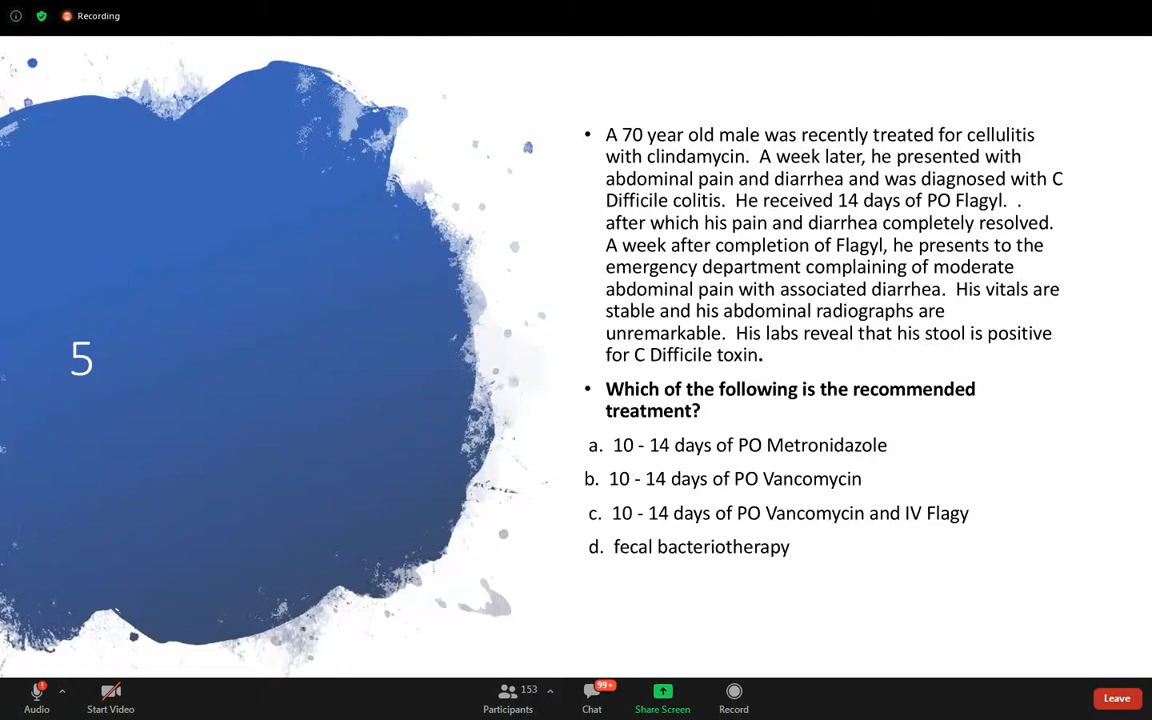 Recording
5
• A 70 year old male was recently treated for cellulitis
with clindamycin.  A week later, he presented with
abdominal pain and diarrhea and was diagnosed with C
Difficile colitis.  He received 14 days of PO Flagyl.  .
after which his pain and diarrhea completely resolved.
A week after completion of Flagyl, he presents to the
emergency department complaining of moderate
abdominal pain with associated diarrhea.  His vitals are
stable and his abdominal radiographs are
unremarkable.  His labs reveal that his stool is positive
for C Difficile toxin.
• Which of the following is the recommended
treatment?
a.  10 - 14 days of PO Metronidazole
b.  10 - 14 days of PO Vancomycin
c.  10 - 14 days of PO Vancomycin and IV Flagy
d.  fecal bacteriotherapy
Audio
Start Video
153
Participants
99+
Chat
Share Screen
Record
Leave